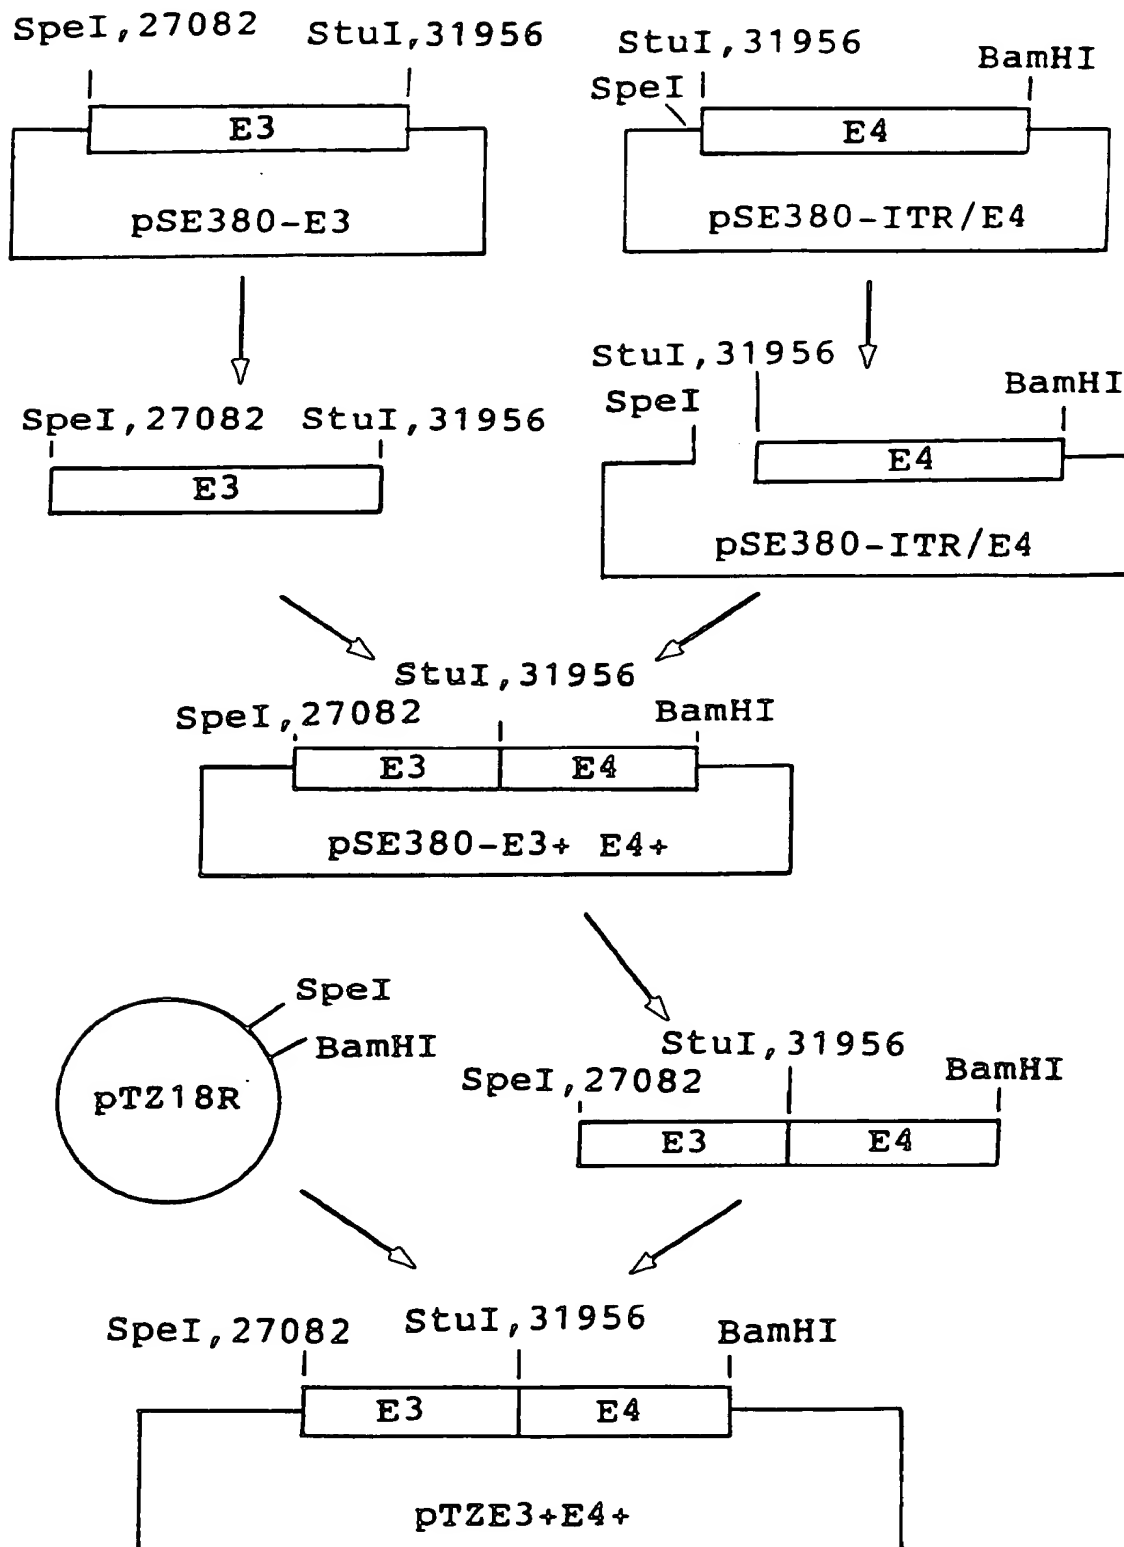 SpeI,27082 StuI,31956
E3
pSE380-E3
StuI,31956
BamHI
SpeI
E4
pSE380-ITR/E4
SpeI,27082 StuI,31956
E3
StuI,31956
BamHI
SpeI
E4
pSE380-ITR/E4
StuI,31956
SpeI,27082 BamHI
E3 E4
pSE380-E3+ E4+
SpeI
BamHI
pTZ18R
StuI,31956
SpeI,27082 BamHI
E3 E4
SpeI,27082 StuI,31956 BamHI
E3 E4
pTZE3+E4+